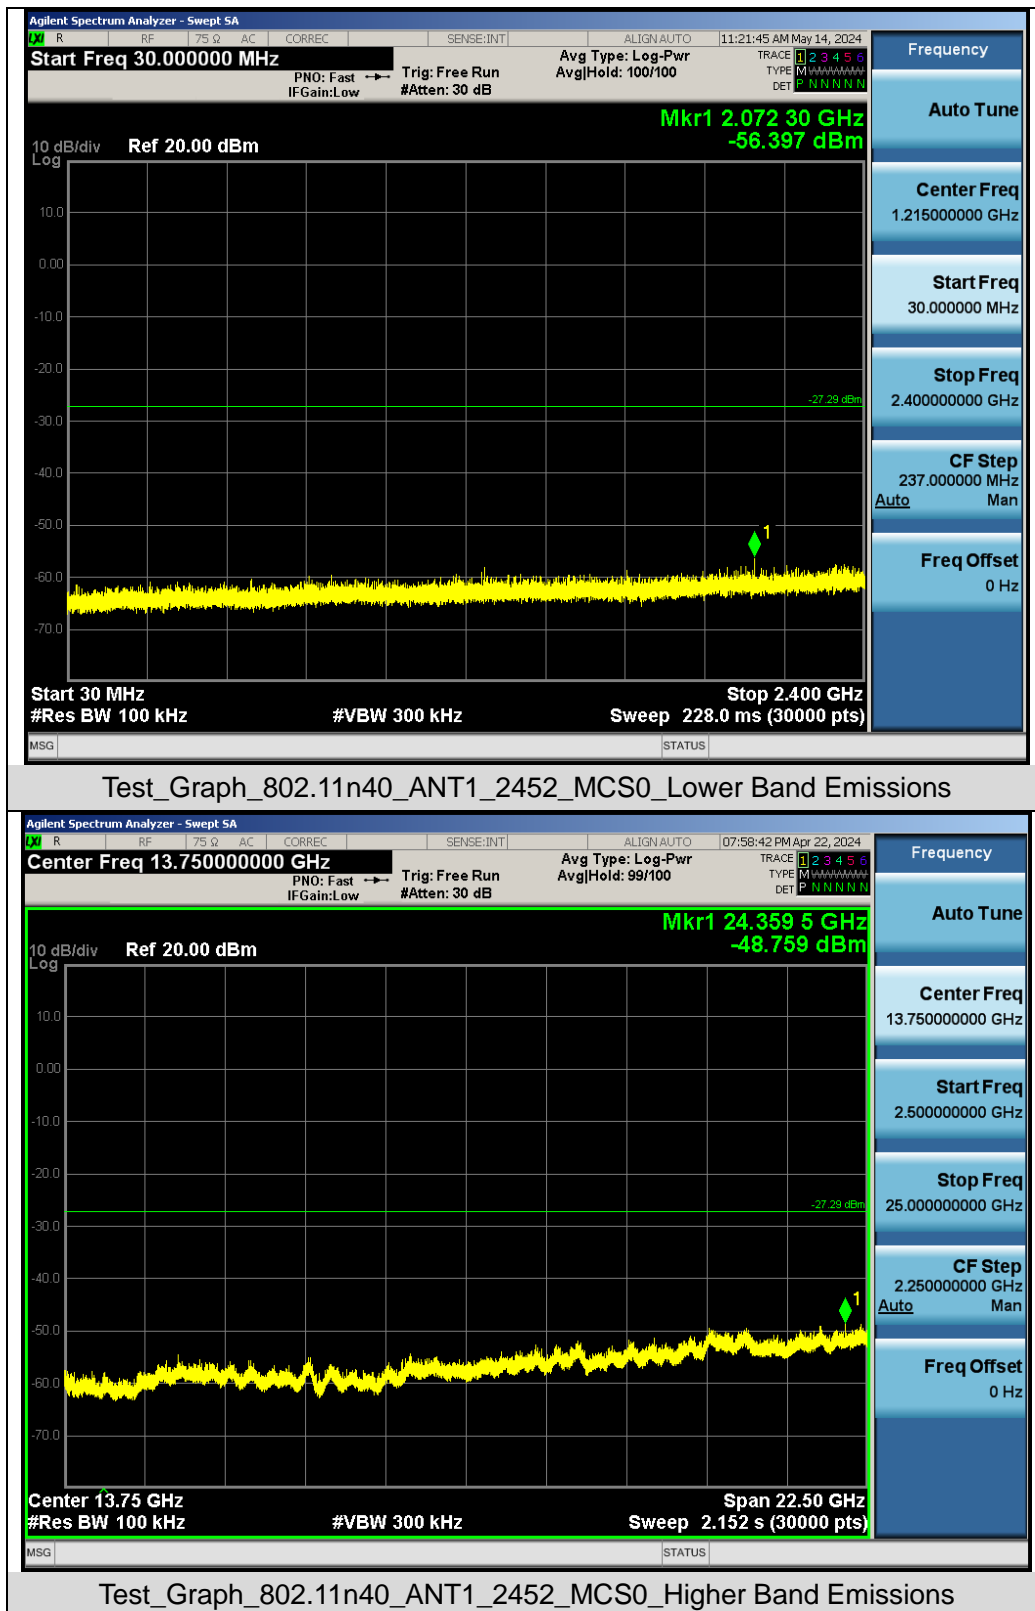 Agilent Spectrum Analyzer - Swept SA
LXI R RF 75 Ω AC CORREC SENSE:INT ALIGN AUTO 11:21:45 AM May 14, 2024
Start Freq 30.000000 MHz
PNO: Fast
IFGain:Low
Trig: Free Run
#Atten: 30 dB
Avg Type: Log-Pwr
Avg|Hold: 100/100
TRACE 1 2 3 4 5 6
TYPE M
DET P N N N N N
Mkr1 2.072 30 GHz
-56.397 dBm
10 dB/div Ref 20.00 dBm
Log
10.0
0.00
-10.0
-20.0
-27.29 dBm
-30.0
-40.0
-50.0
1
-60.0
-70.0
Start 30 MHz Stop 2.400 GHz
#Res BW 100 kHz #VBW 300 kHz Sweep 228.0 ms (30000 pts)
MSG STATUS
Frequency
Auto Tune
Center Freq
1.215000000 GHz
Start Freq
30.000000 MHz
Stop Freq
2.400000000 GHz
CF Step
237.000000 MHz
Auto Man
Freq Offset
0 Hz
Test_Graph_802.11n40_ANT1_2452_MCS0_Lower Band Emissions
Agilent Spectrum Analyzer - Swept SA
LXI R RF 75 Ω AC CORREC SENSE:INT ALIGN AUTO 07:58:42 PM Apr 22, 2024
Center Freq 13.750000000 GHz
PNO: Fast
IFGain:Low
Trig: Free Run
#Atten: 30 dB
Avg Type: Log-Pwr
Avg|Hold: 99/100
TRACE 1 2 3 4 5 6
TYPE M
DET P N N N N N
Mkr1 24.359 5 GHz
-48.759 dBm
10 dB/div Ref 20.00 dBm
Log
10.0
0.00
-10.0
-20.0
-27.29 dBm
-30.0
-40.0
1
-50.0
-60.0
-70.0
Center 13.75 GHz Span 22.50 GHz
#Res BW 100 kHz #VBW 300 kHz Sweep 2.152 s (30000 pts)
MSG STATUS
Frequency
Auto Tune
Center Freq
13.750000000 GHz
Start Freq
2.500000000 GHz
Stop Freq
25.000000000 GHz
CF Step
2.250000000 GHz
Auto Man
Freq Offset
0 Hz
Test_Graph_802.11n40_ANT1_2452_MCS0_Higher Band Emissions